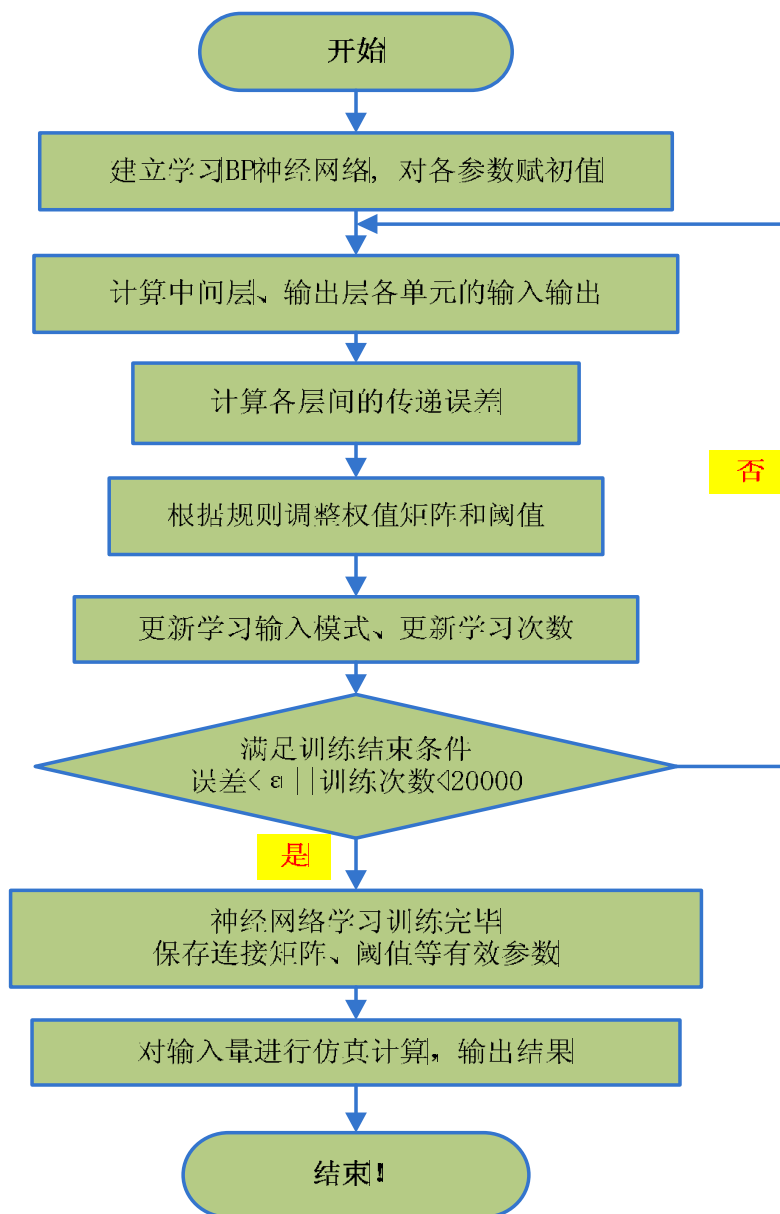 开始
建立学习BP神经网络，对各参数赋初值
计算中间层、输出层各单元的输入输出
计算各层间的传递误差
否
根据规则调整权值矩阵和阈值
更新学习输入模式、更新学习次数
满足训练结束条件
误差<ε||训练次数<20000
是
神经网络学习训练完毕
保存连接矩阵、阈值等有效参数
对输入量进行仿真计算，输出结果
结束！